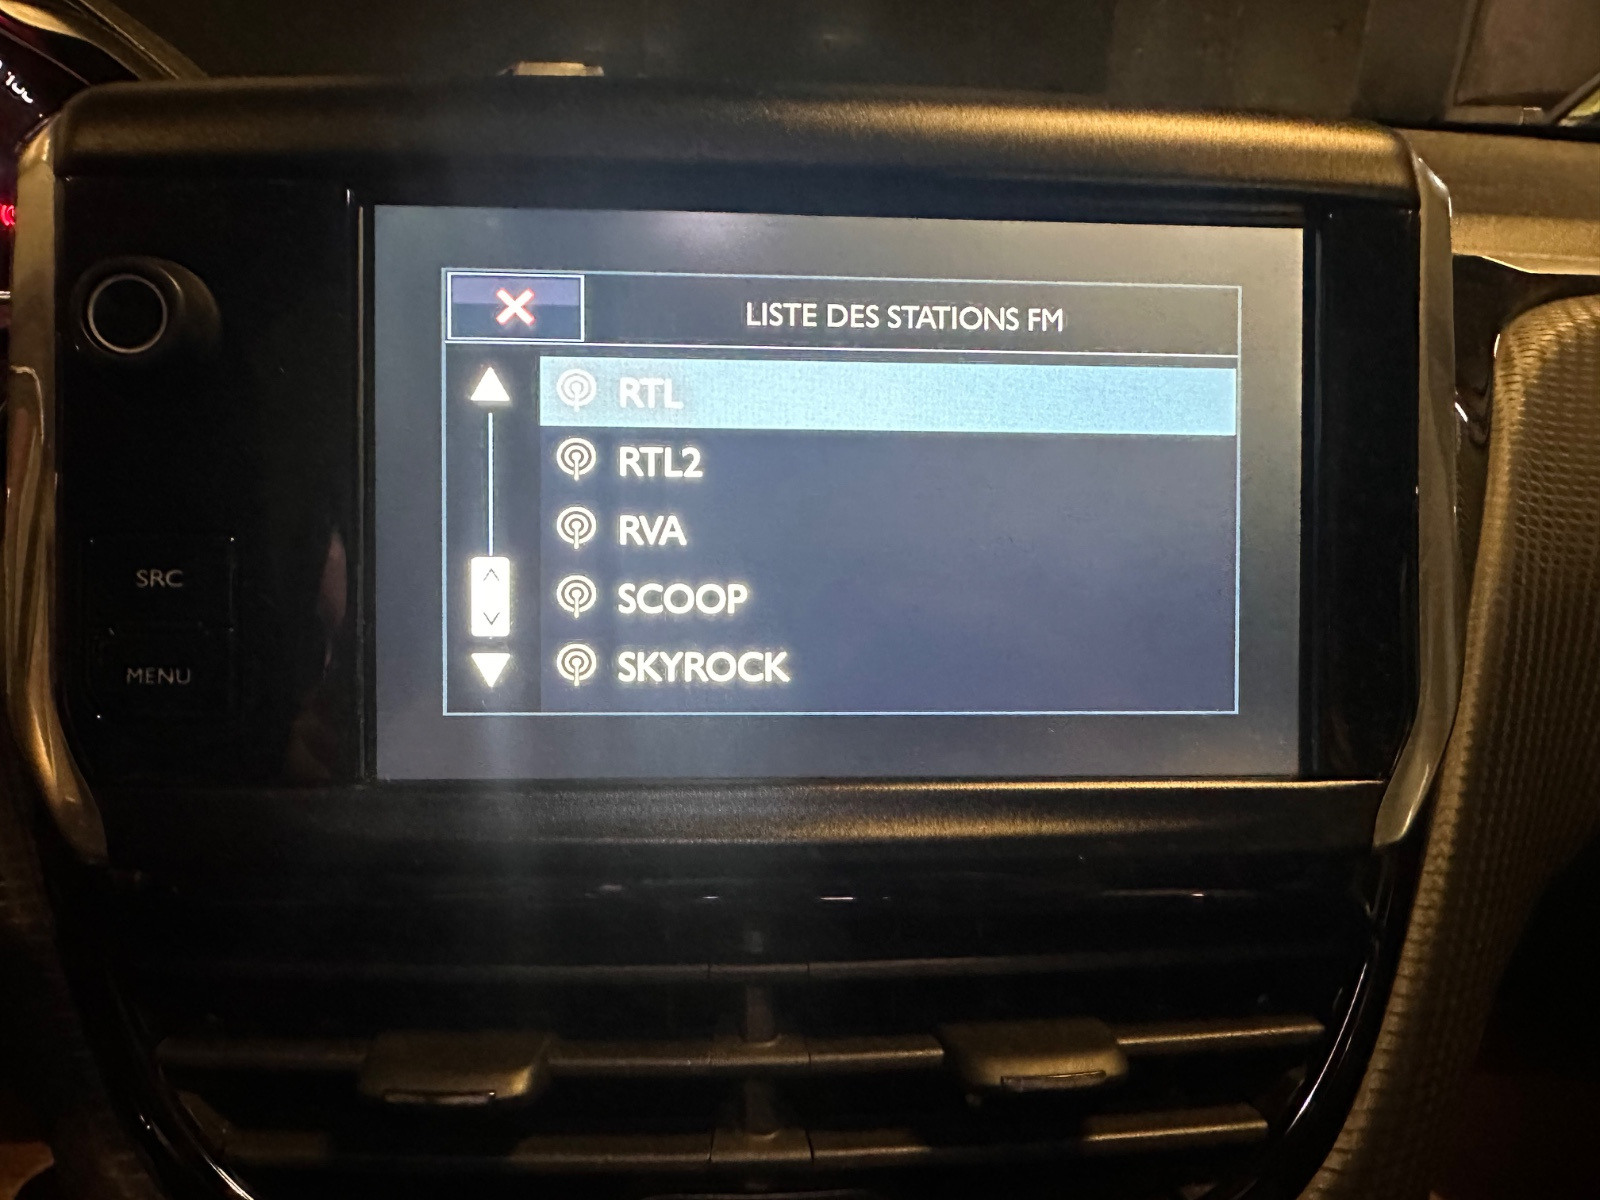 LISTE DES STATIONS FM
RTL
RTL2
RVA
SCOOP
SKYROCK
SRC
MENU